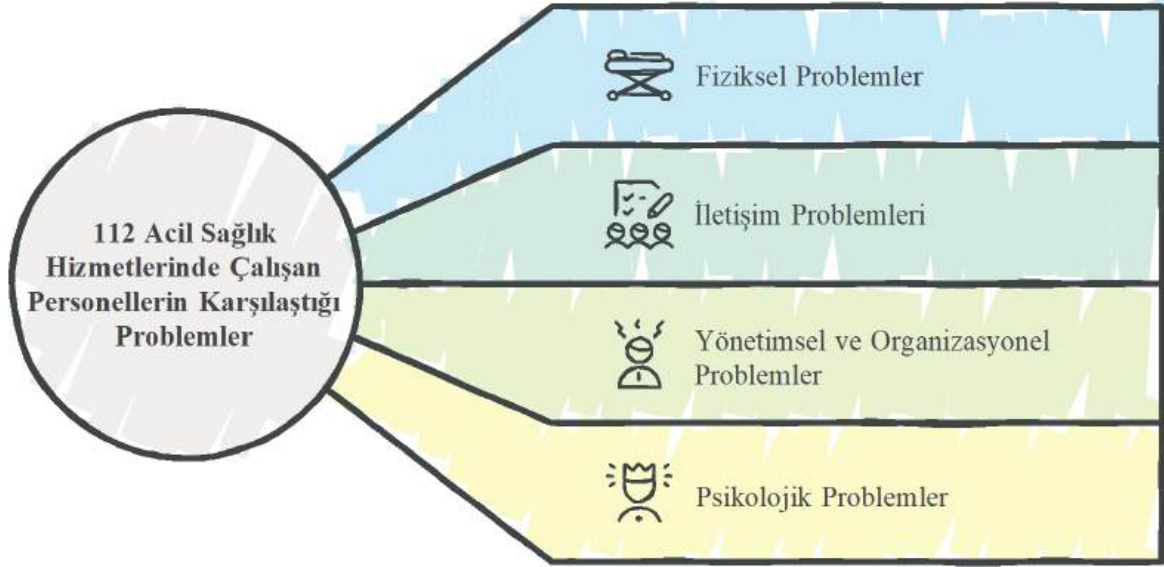 112 Acil Sağlık
Hizmetlerinde Çalışan
Personellerin Karşılaştığı
Problemler
Fiziksel Problemler
İletişim Problemleri
Yönetimsel ve Organizasyonel
Problemler
Psikolojik Problemler